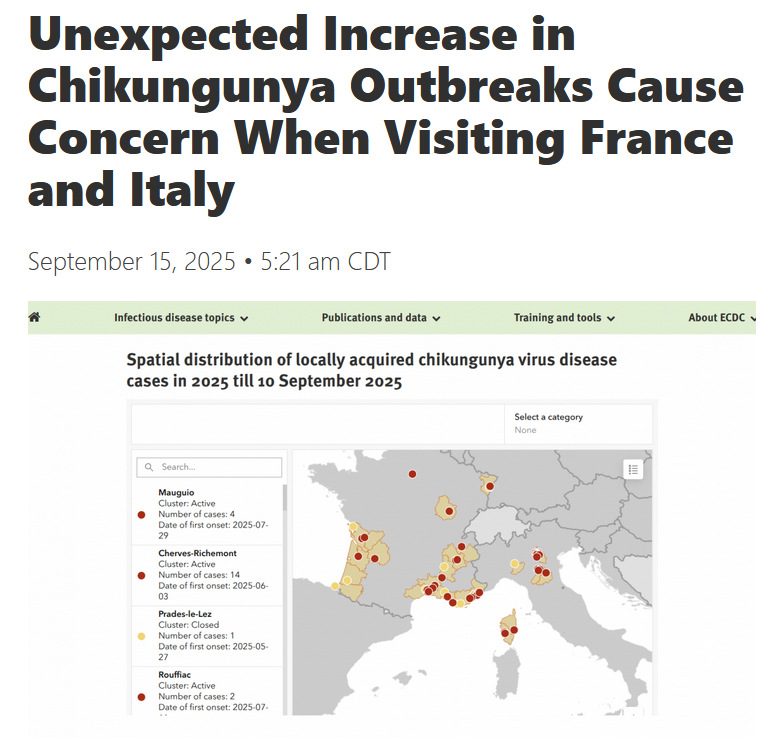 Unexpected Increase in
Chikungunya Outbreaks Cause
Concern When Visiting France
and Italy
September 15, 2025 • 5:21 am CDT
Infectious disease topics
Publications and data
Training and tools
About ECDC
Spatial distribution of locally acquired chikungunya virus disease
cases in 2025 till 10 September 2025
Select a category
None
Search...
Mauguio
Cluster: Active
Number of cases: 4
Date of first onset: 2025-07-
29
Cherves-Richemont
Cluster: Active
Number of cases: 14
Date of first onset: 2025-06-
03
Prades-le-Lez
Cluster: Closed
Number of cases: 1
Date of first onset: 2025-05-
27
Rouffiac
Cluster: Active
Number of cases: 2
Date of first onset: 2025-07-